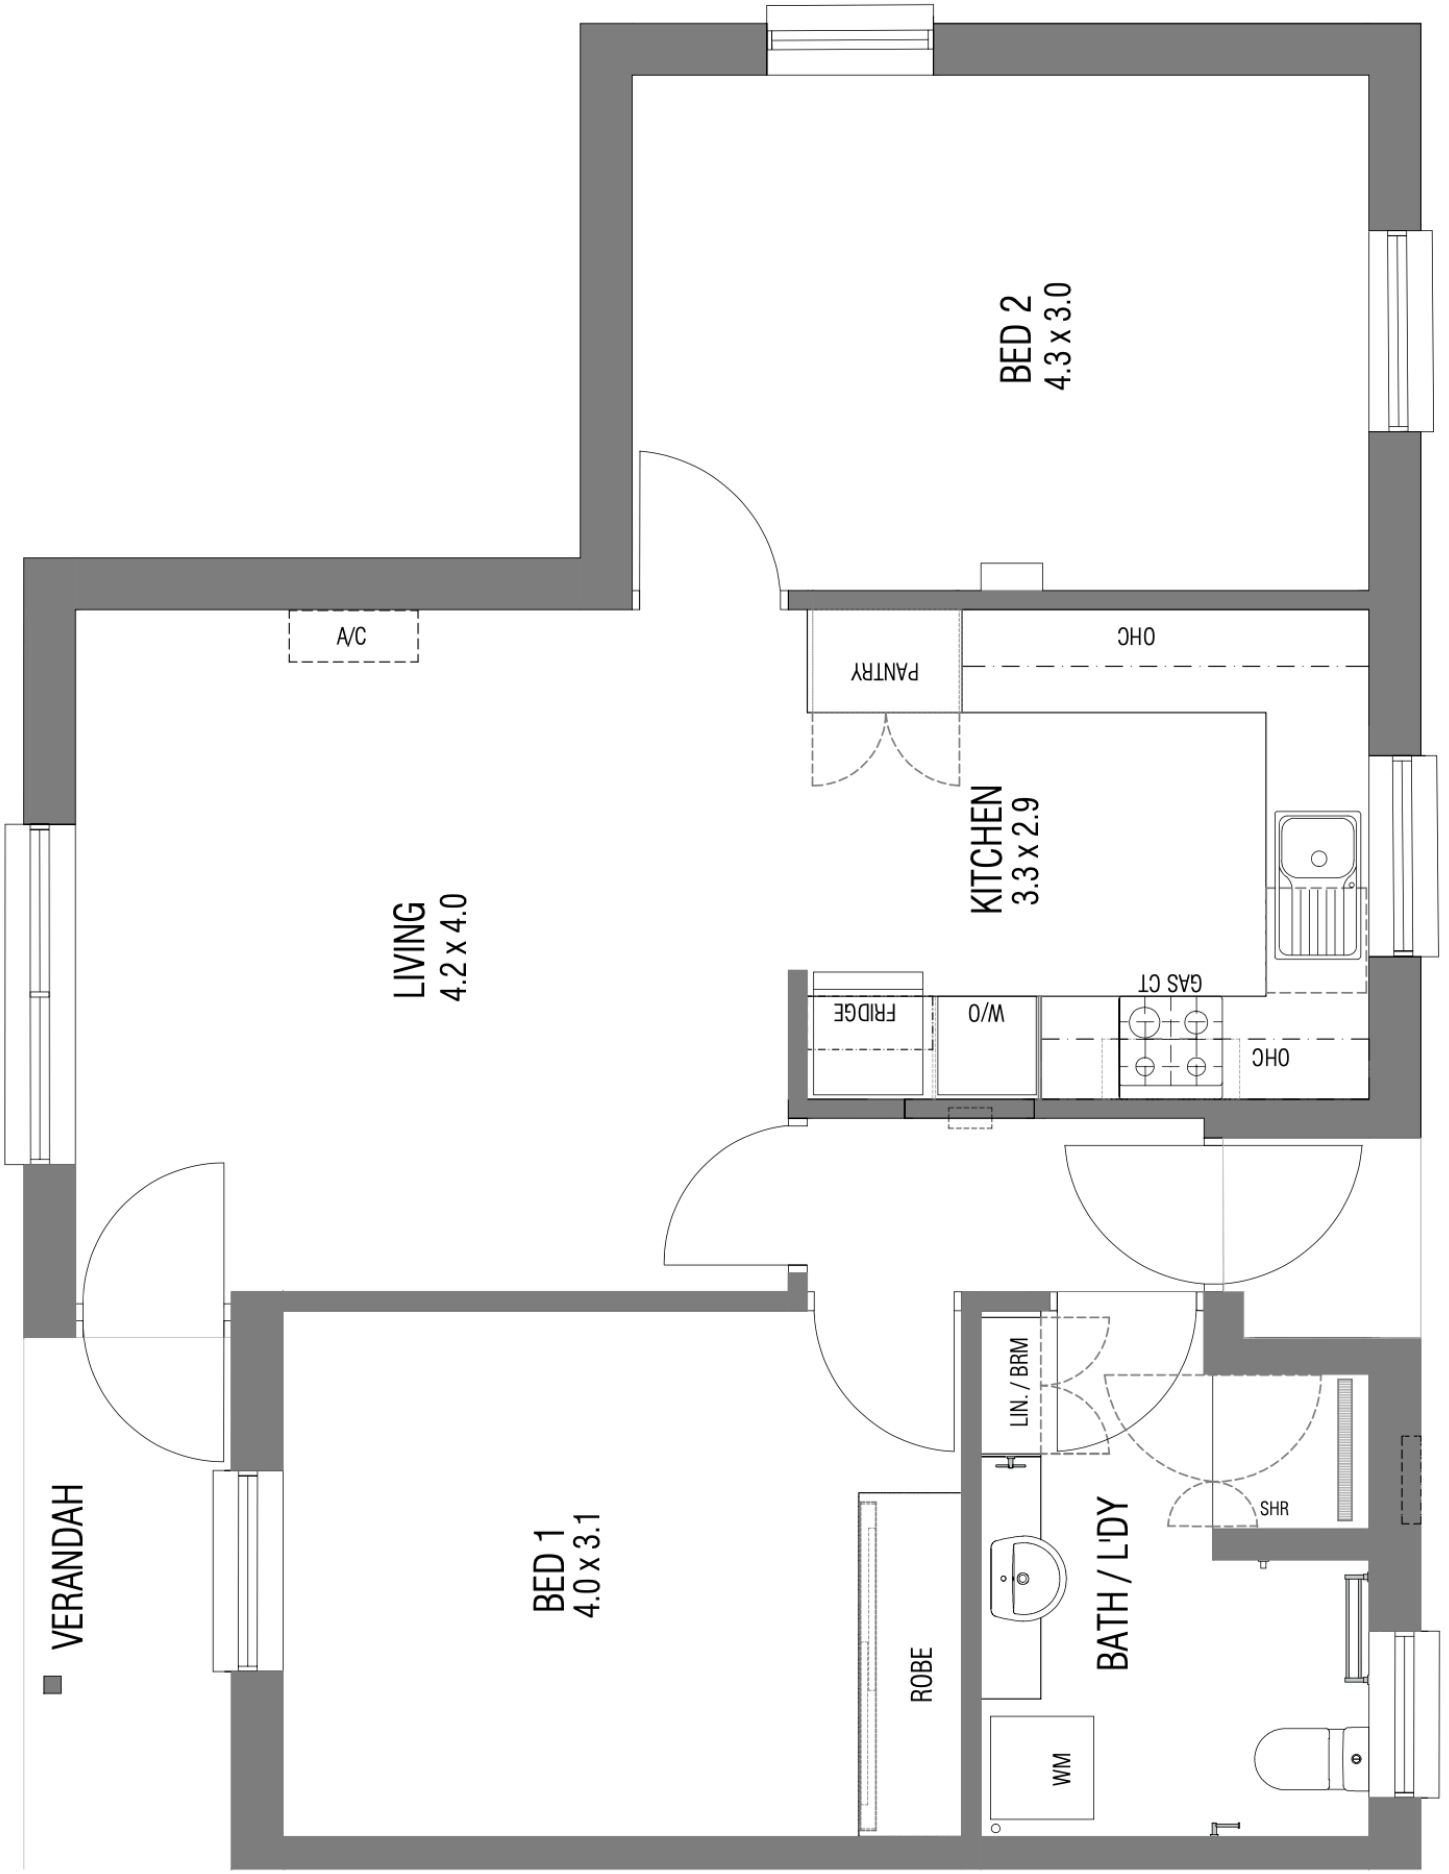 BED 2
4.3 x 3.0
A/C
PANTRY
OHC
KITCHEN
3.3 x 2.9
LIVING
4.2 x 4.0
FRIDGE
W/O
GAS CT
OHC
LIN. / BRM
VERANDAH
BED 1
4.0 x 3.1
ROBE
BATH / L'DY
SHR
WM